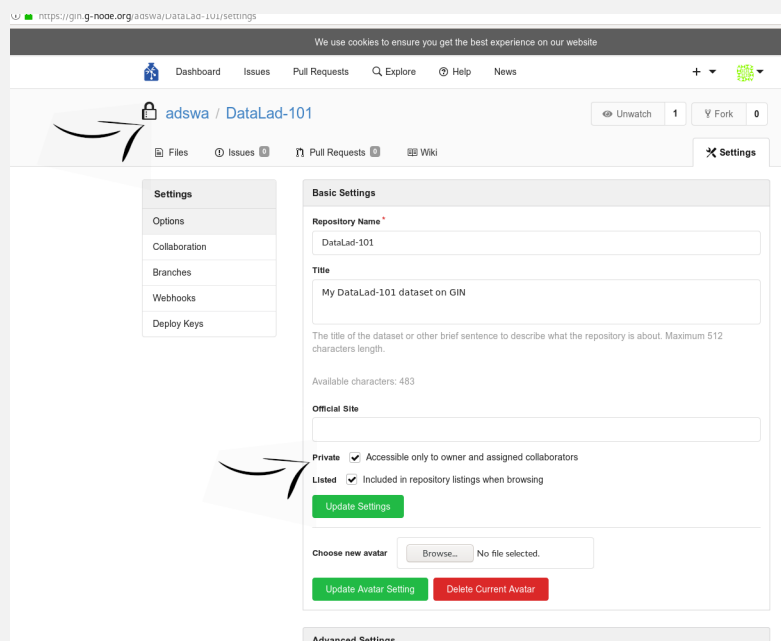 https://gin.g-node.org/adswa/DataLad-101/settings
We use cookies to ensure you get the best experience on our website
Dashboard Issues Pull Requests Explore Help News
adswa / DataLad-101
Unwatch 1 Fork 0
Files Issues 0 Pull Requests 0 Wiki Settings
Settings
Options
Collaboration
Branches
Webhooks
Deploy Keys
Basic Settings
Repository Name *
DataLad-101
Title
My DataLad-101 dataset on GIN
The title of the dataset or other brief sentence to describe what the repository is about. Maximum 512
characters length.
Available characters: 483
Official Site
Private Accessible only to owner and assigned collaborators
Listed Included in repository listings when browsing
Update Settings
Choose new avatar Browse... No file selected.
Update Avatar Setting Delete Current Avatar
Advanced Settings